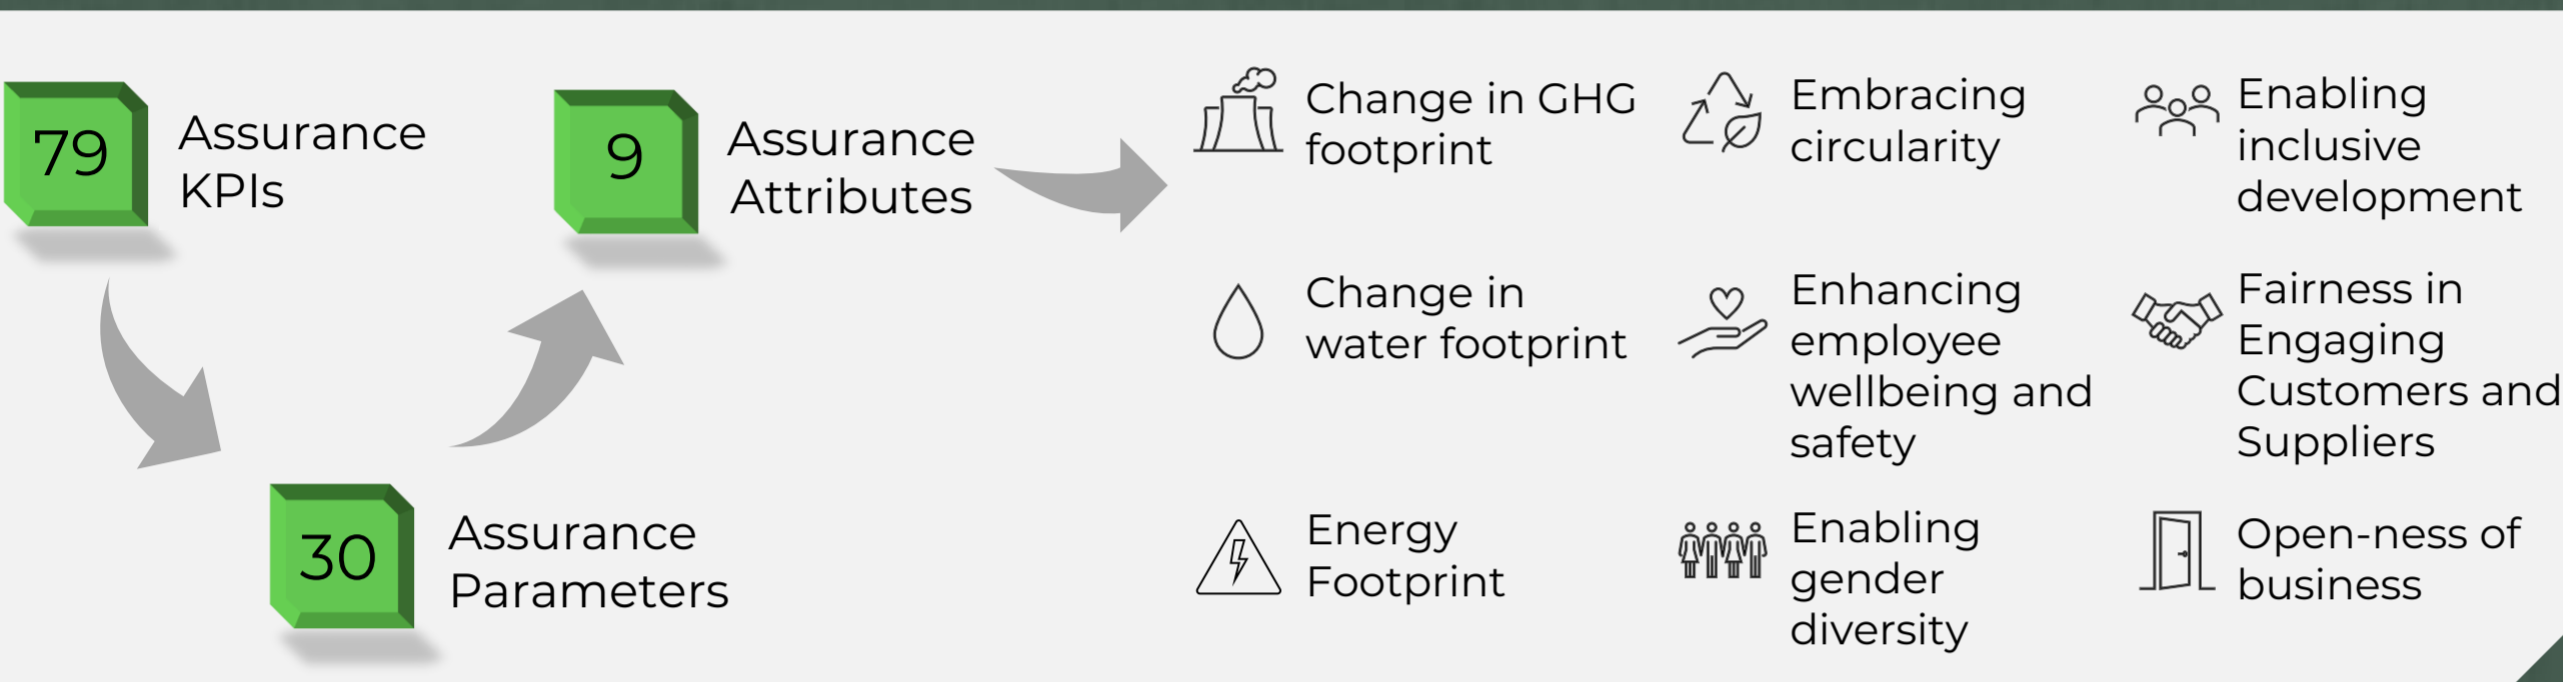 79
Assurance
KPIs
30
Assurance
Parameters
9
Assurance
Attributes
Change in GHG
footprint
Embracing
circularity
Enabling
inclusive
development
Change in
water footprint
Enhancing
employee
wellbeing and
safety
Fairness in
Engaging
Customers and
Suppliers
Energy
Footprint
Enabling
gender
diversity
Open-ness of
business